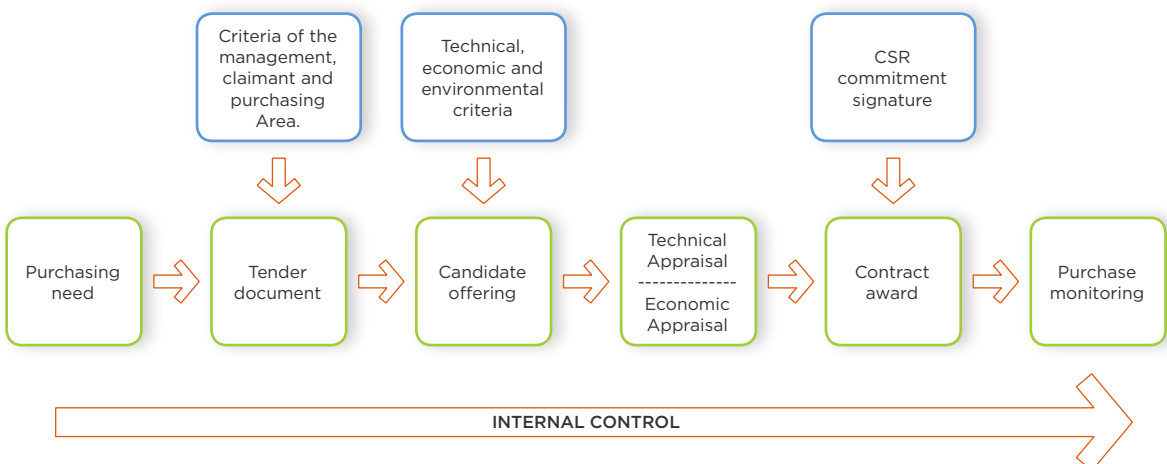 Criteria of the
management,
claimant and
purchasing
Area.
Technical,
economic and
environmental
criteria
CSR
commitment
signature
Purchasing
need
Tender
document
Candidate
offering
Technical
Appraisal
--------------
Economic
Appraisal
Contract
award
Purchase
monitoring
INTERNAL CONTROL